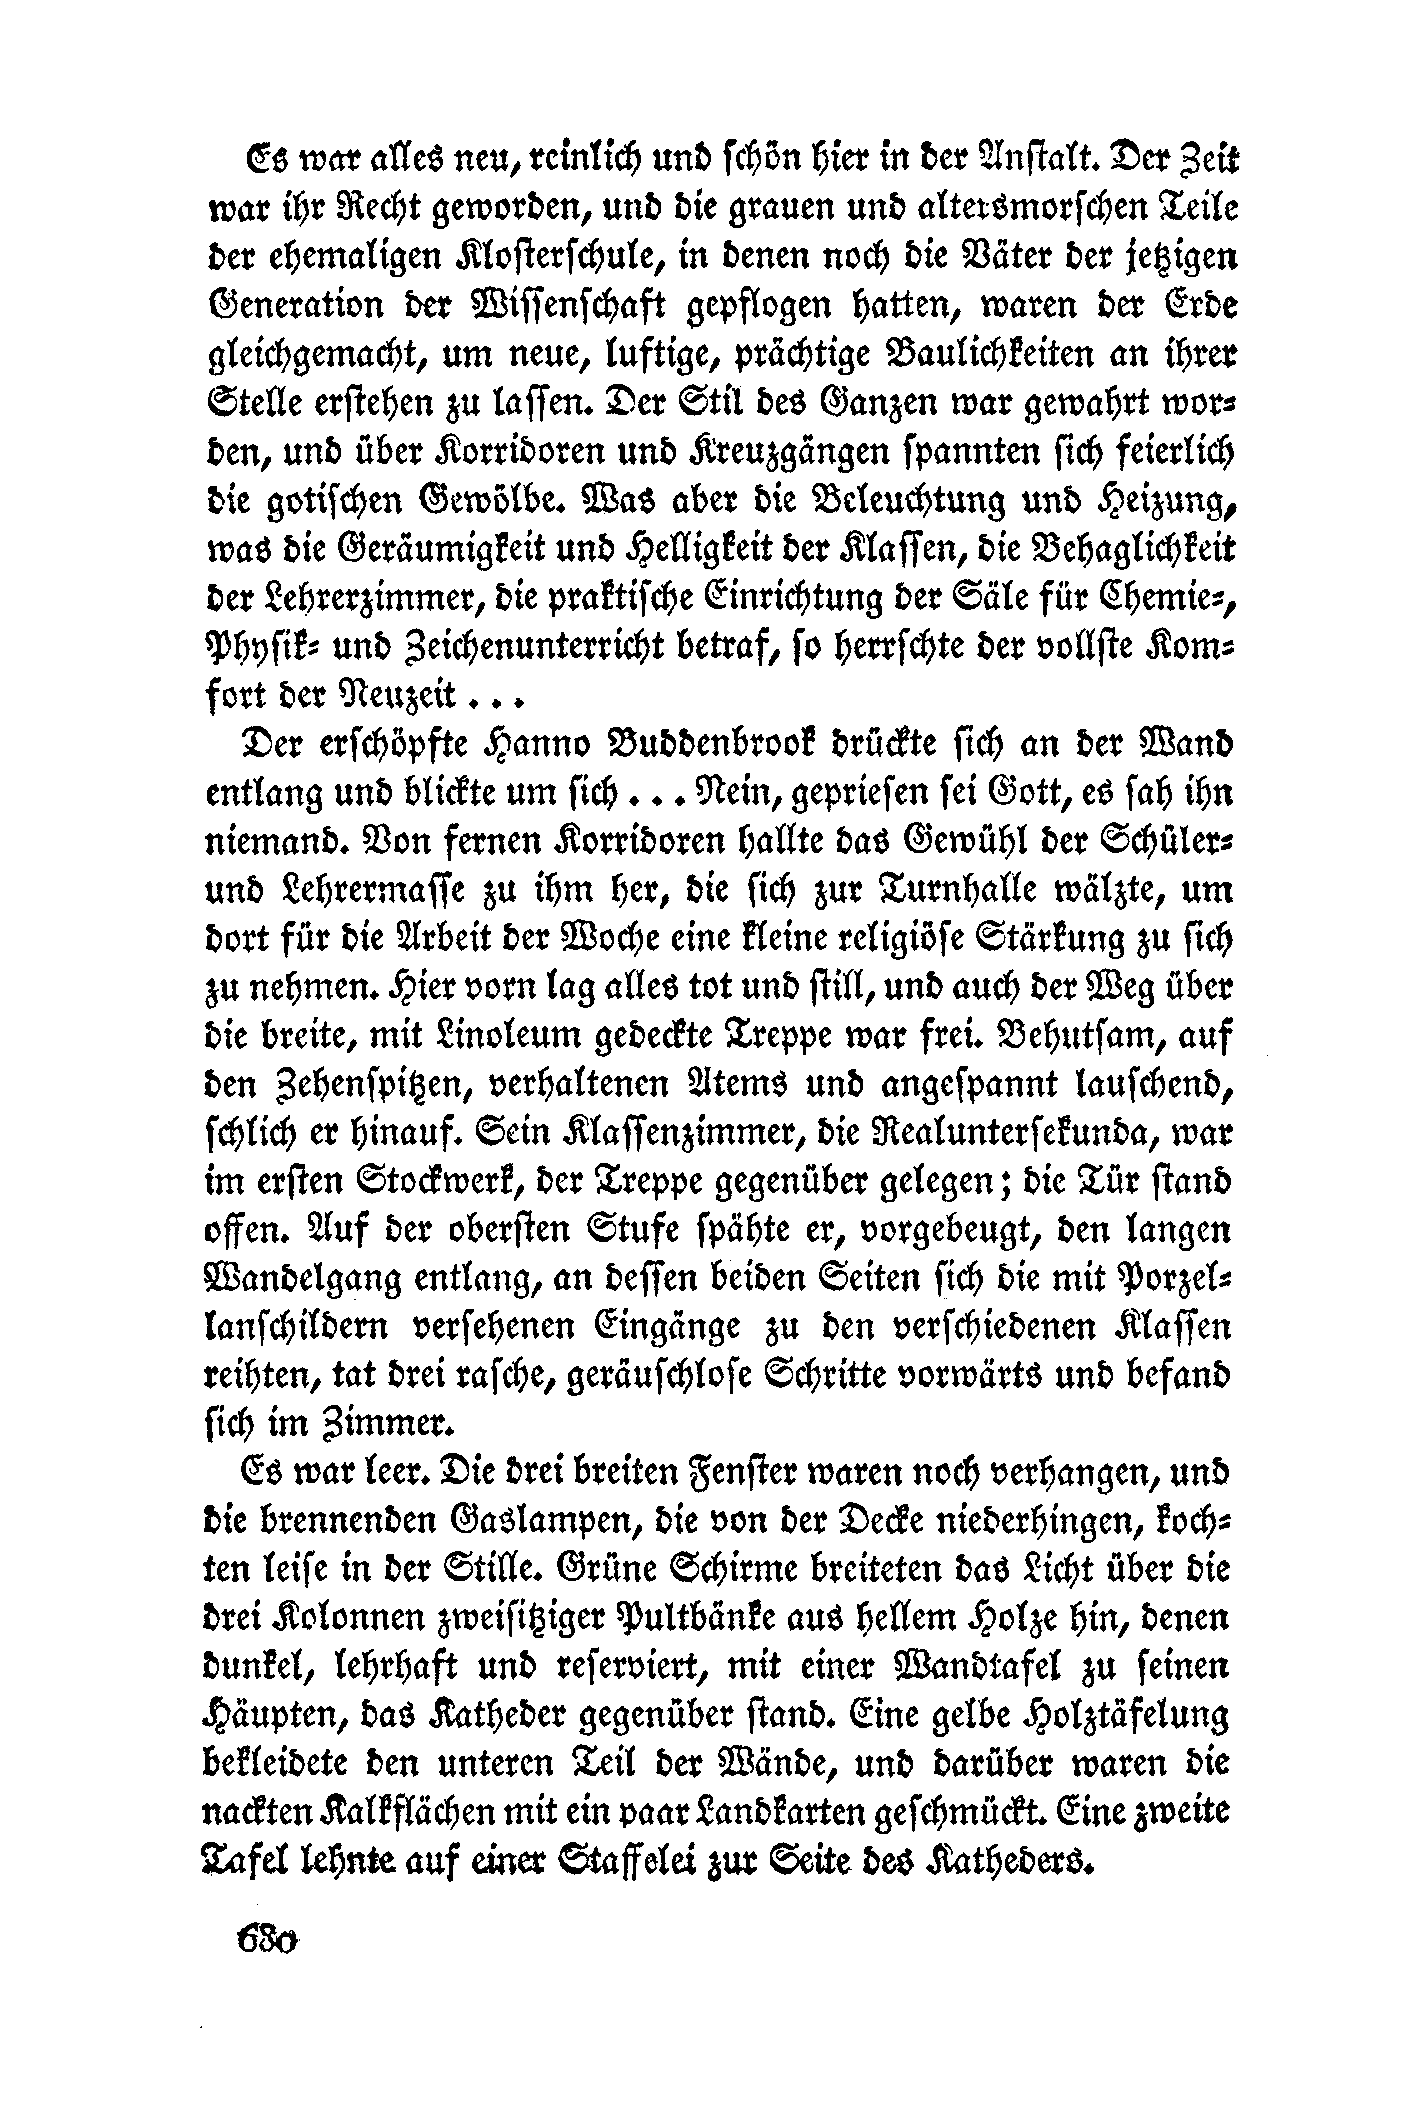 Es war alles neu, reinlich und schön hier in der Anstalt. Der Zeit
war ihr Recht geworden, und die grauen und altersmorschen Teile
der ehemaligen Klosterschule, in denen noch die Väter der jetzigen
Generation der Wissenschaft gepflogen hatten, waren der Erde
gleichgemacht, um neue, luftige, prächtige Baulichkeiten an ihrer
Stelle erstehen zu lassen. Der Stil des Ganzen war gewahrt wor-
den, und über Korridoren und Kreuzgängen spannten sich feierlich
die gotischen Gewölbe. Was aber die Beleuchtung und Heizung,
was die Geräumigkeit und Helligkeit der Klassen, die Behaglichkeit
der Lehrerzimmer, die praktische Einrichtung der Säle für Chemie-,
Physik- und Zeichenunterricht betraf, so herrschte der vollste Kom-
fort der Neuzeit . . .
Der erschöpfte Hanno Buddenbrook drückte sich an der Wand
entlang und blickte um sich . . . Nein, gepriesen sei Gott, es sah ihn
niemand. Von fernen Korridoren hallte das Gewühl der Schüler-
und Lehrermasse zu ihm her, die sich zur Turnhalle wälzte, um
dort für die Arbeit der Woche eine kleine religiöse Stärkung zu sich
zu nehmen. Hier vorn lag alles tot und still, und auch der Weg über
die breite, mit Linoleum gedeckte Treppe war frei. Behutsam, auf
den Zehenspitzen, verhaltenen Atems und angespannt lauschend,
schlich er hinauf. Sein Klassenzimmer, die Realuntersekunda, war
im ersten Stockwerk, der Treppe gegenüber gelegen; die Tür stand
offen. Auf der obersten Stufe spähte er, vorgebeugt, den langen
Wandelgang entlang, an dessen beiden Seiten sich die mit Porzel-
lanschildern versehenen Eingänge zu den verschiedenen Klassen
reihten, tat drei rasche, geräuschlose Schritte vorwärts und befand
sich im Zimmer.
Es war leer. Die drei breiten Fenster waren noch verhangen, und
die brennenden Gaslampen, die von der Decke niederhingen, koch-
ten leise in der Stille. Grüne Schirme breiteten das Licht über die
drei Kolonnen zweisitziger Pultbänke aus hellem Holze hin, denen
dunkel, lehrhaft und reserviert, mit einer Wandtafel zu seinen
Häupten, das Katheder gegenüber stand. Eine gelbe Holztäfelung
bekleidete den unteren Teil der Wände, und darüber waren die
nackten Kalkflächen mit ein paar Landkarten geschmückt. Eine zweite
Tafel lehnte auf einer Staffelei zur Seite des Katheders.
680